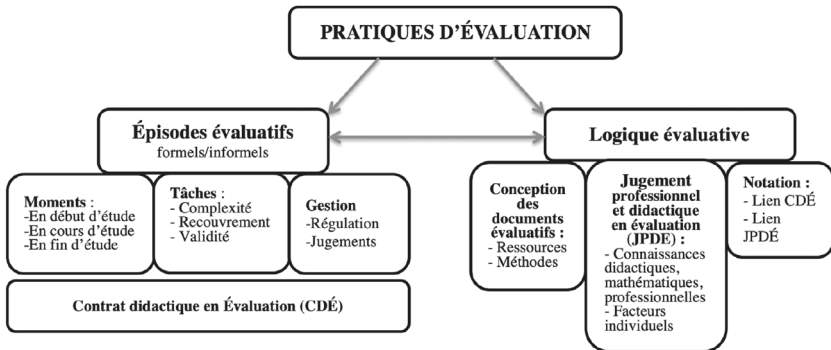 PRATIQUES D'ÉVALUATION
Épisodes évaluatifs
formels/informels
Moments :
-En début d'étude
-En cours d'étude
-En fin d'étude
Tâches :
- Complexité
- Recouvrement
- Validité
Gestion
-Régulation
-Jugements
Contrat didactique en Évaluation (CDÉ)
Logique évaluative
Conception
des
documents
évaluatifs :
- Ressources
- Méthodes
Jugement
professionnel
et didactique
en évaluation
(JPDE) :
- Connaissances
didactiques,
mathématiques,
professionnelles
- Facteurs
individuels
Notation :
- Lien CDÉ
- Lien
JPDÉ